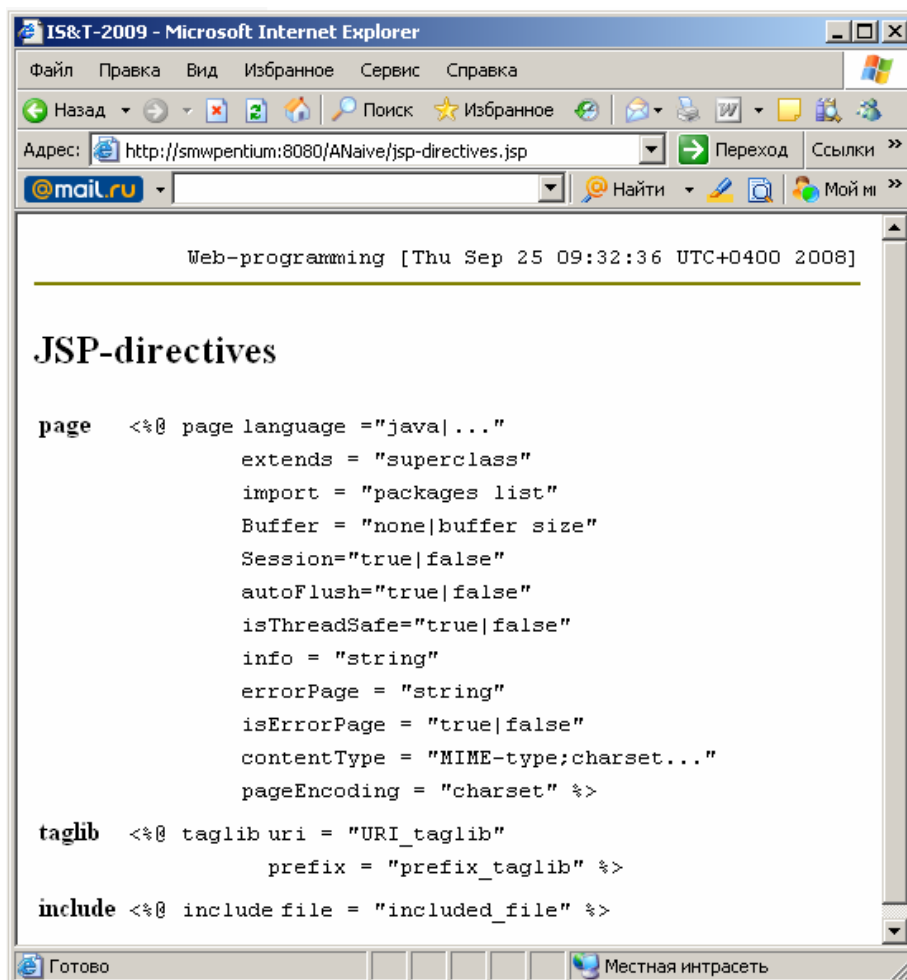 IS&T-2009 - Microsoft Internet Explorer
Файл Правка Вид Избранное Сервис Справка
Назад Поиск Избранное W
Адрес: http://smwpentium:8080/ANaive/jsp-directives.jsp Переход Ссылки »
@mail.ru Найти Мой »
Web-programming [Thu Sep 25 09:32:36 UTC+0400 2008]
JSP-directives
page <%@ page language ="java|..."
extends = "superclass"
import = "packages list"
Buffer = "none|buffer size"
Session="true|false"
autoFlush="true|false"
isThreadSafe="true|false"
info = "string"
errorPage = "string"
isErrorPage = "true|false"
contentType = "MIME-type;charset..."
pageEncoding = "charset" %>
taglib <%@ taglib uri = "URI_taglib"
prefix = "prefix_taglib" %>
include <%@ include file = "included_file" %>
Готово Местная интрасеть